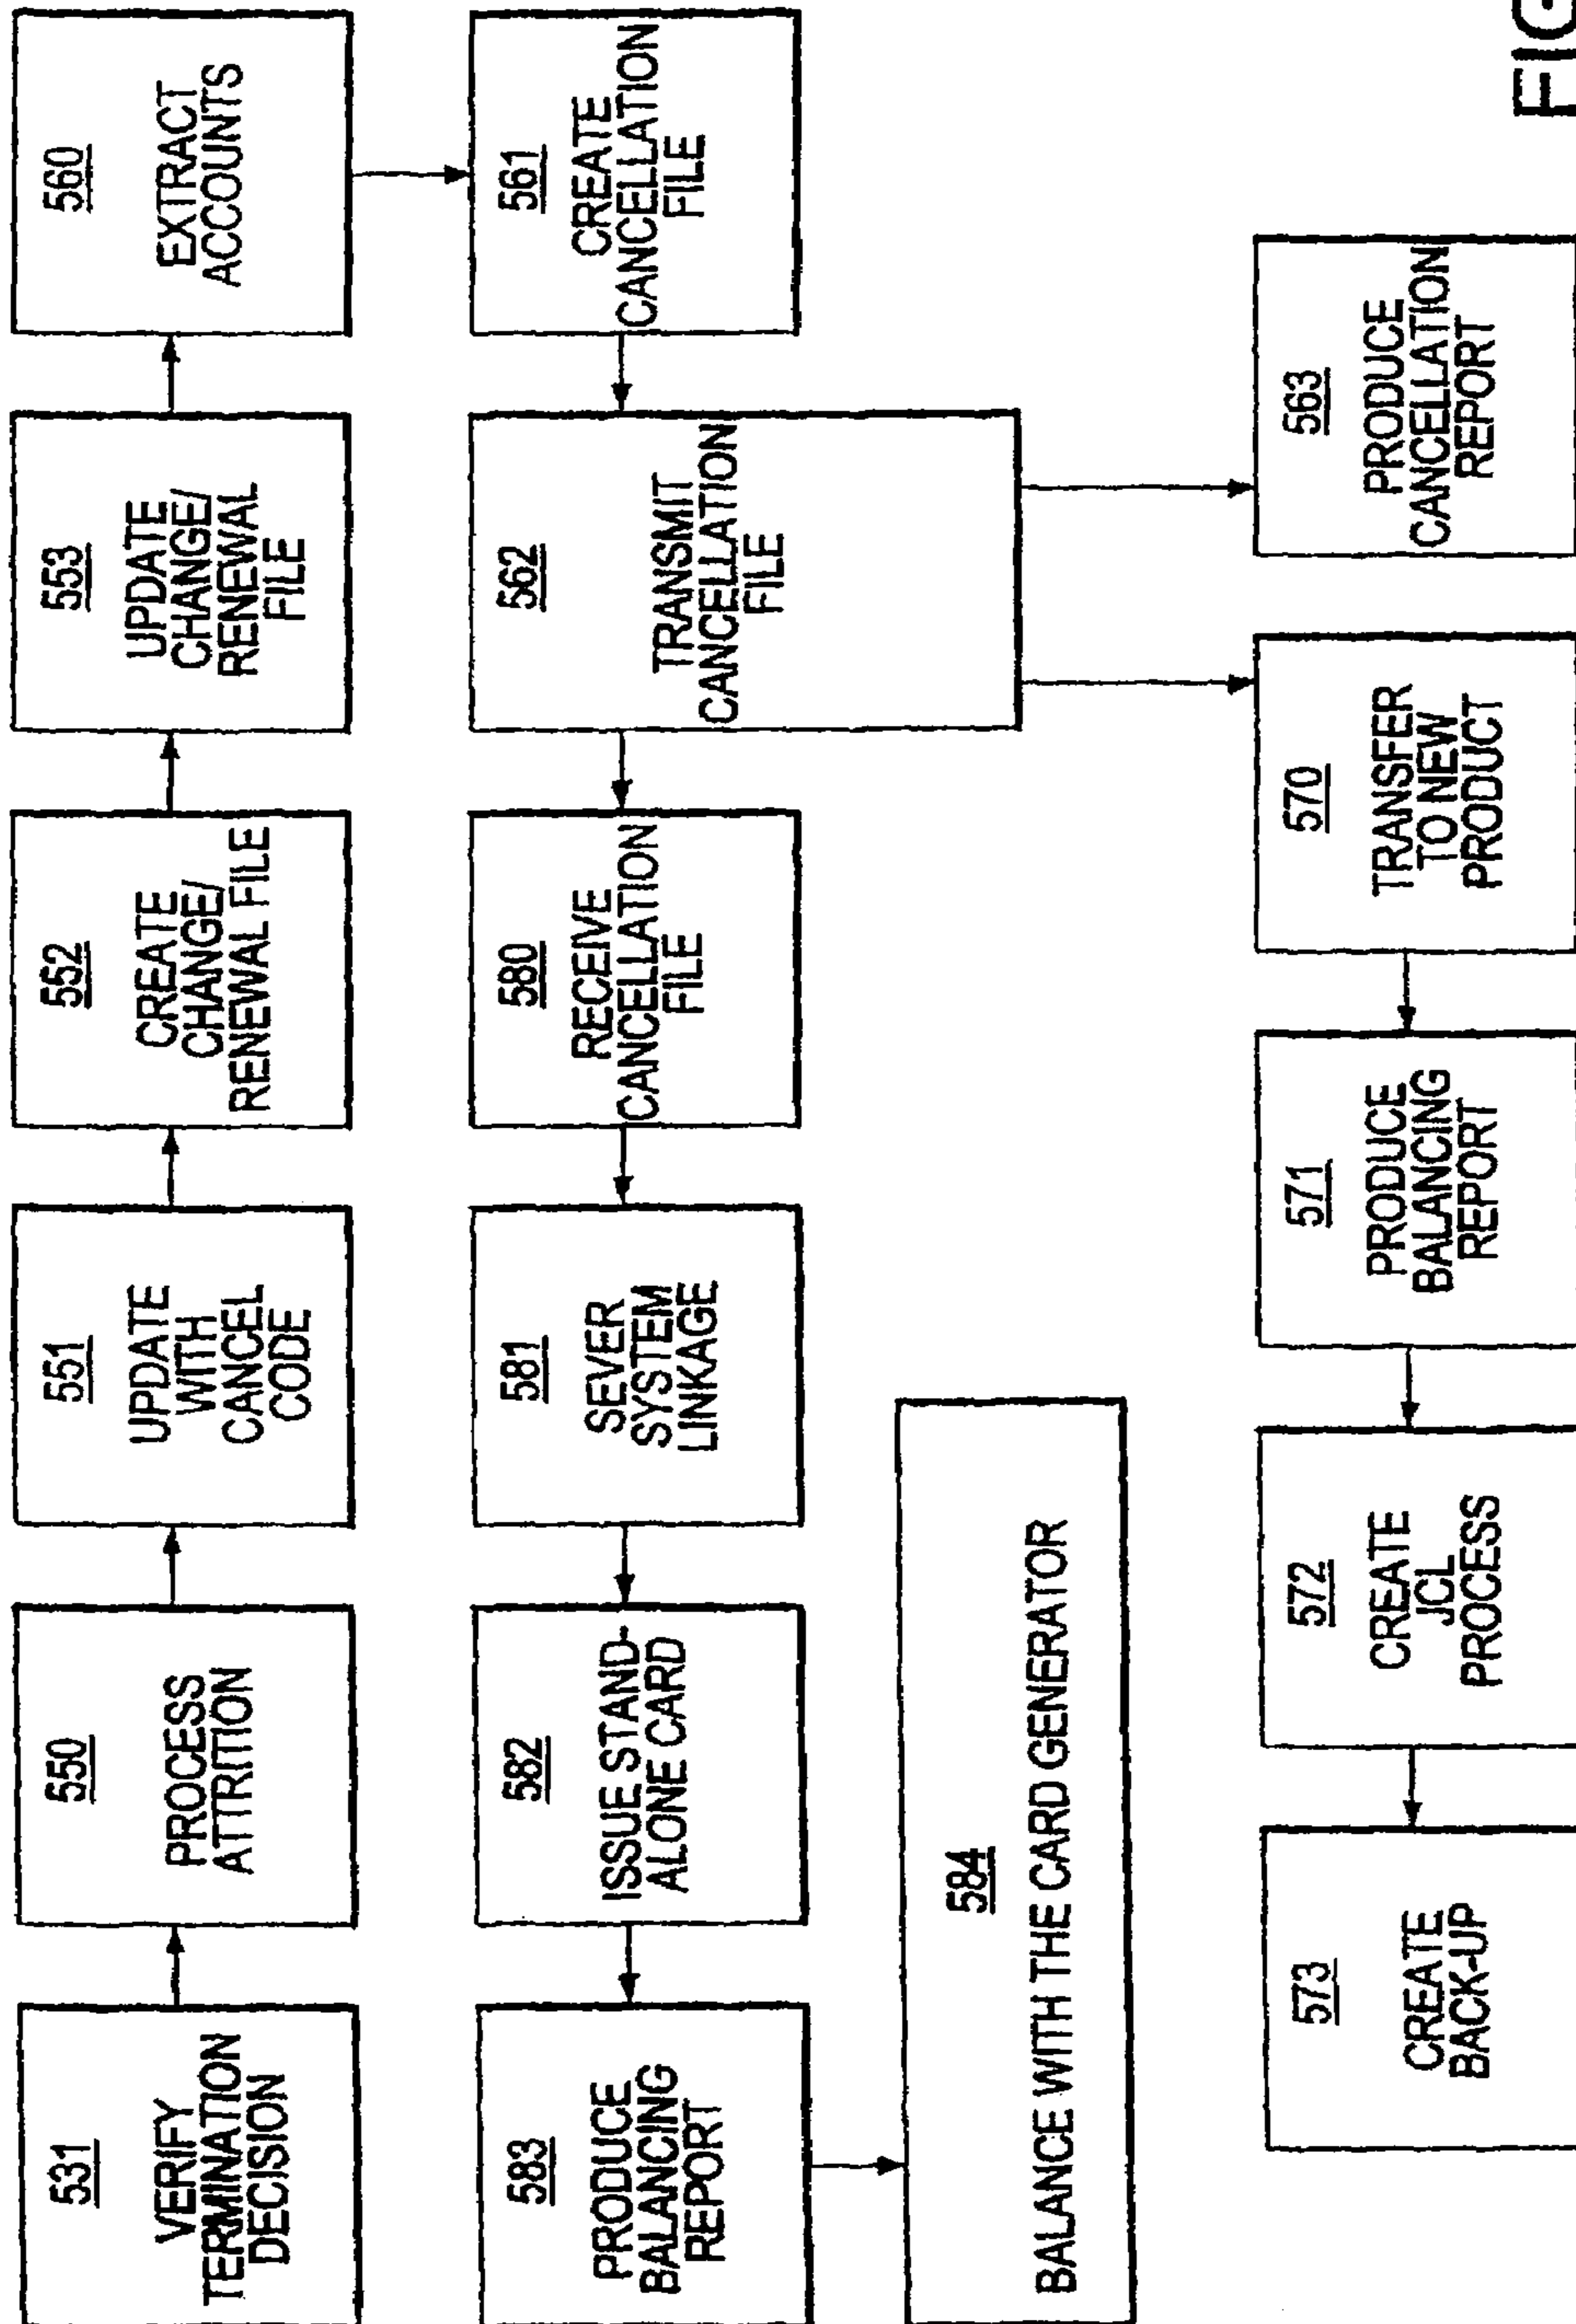 531
VERIFY
TERMINATION
DECISION
550
PROCESS
ATTRITION
551
UPDATE
WITH
CANCEL
CODE
552
CREATE
CHANGE/
RENEWAL FILE
553
UPDATE
CHANGE/
RENEWAL
FILE
560
EXTRACT
ACCOUNTS
583
PRODUCE
BALANCING
REPORT
582
ISSUE STAND-
ALONE CARD
581
SEVER
SYSTEM
LINKAGE
580
RECEIVE
CANCELLATION
FILE
562
TRANSMIT
CANCELLATION
FILE
561
CREATE
CANCELLATION
FILE
584
BALANCE WITH THE CARD GENERATOR
573
CREATE
BACK-UP
572
CREATE
JCL
PROCESS
571
PRODUCE
BALANCING
REPORT
570
TRANSFER
TO NEW
PRODUCT
563
PRODUCE
CANCELLATION
REPORT